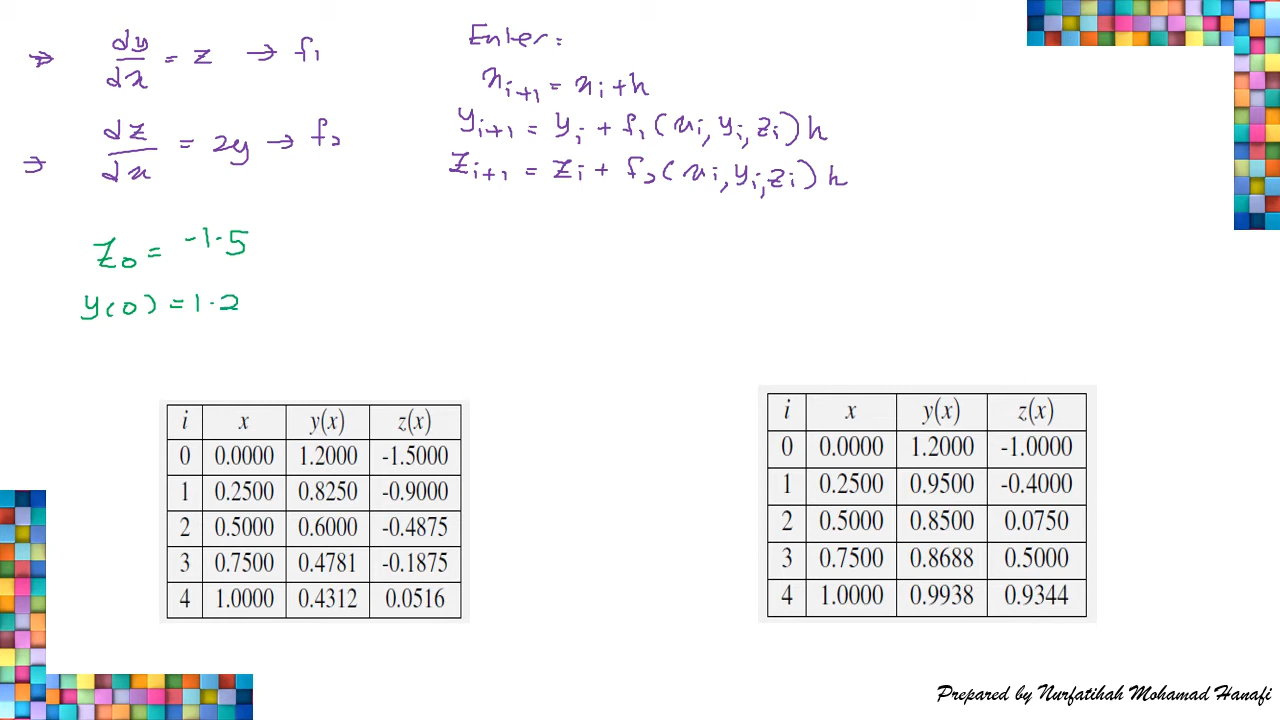 ⇒ dy/dx = z → f1
⇒ dz/dx = 2y → f2
z0 = -1.5
y(0) = 1.2
Euler:
xi+1 = xi + h
yi+1 = yi + f1(xi, yi, zi) h
zi+1 = zi + f2(xi, yi, zi) h
i x y(x) z(x)
0 0.0000 1.2000 -1.5000
1 0.2500 0.8250 -0.9000
2 0.5000 0.6000 -0.4875
3 0.7500 0.4781 -0.1875
4 1.0000 0.4312 0.0516
i x y(x) z(x)
0 0.0000 1.2000 -1.0000
1 0.2500 0.9500 -0.4000
2 0.5000 0.8500 0.0750
3 0.7500 0.8688 0.5000
4 1.0000 0.9938 0.9344
Prepared by Nurfatihah Mohamad Hanafi